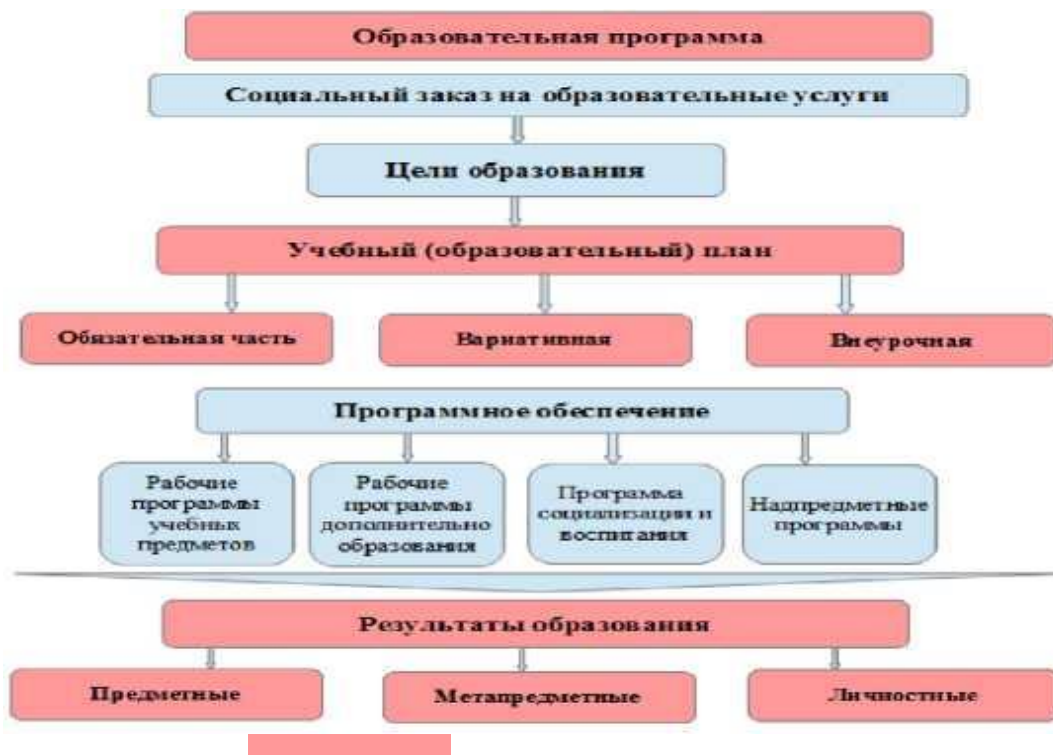 Образовательная программа
Социальный заказ на образовательные услуги
Цели образования
Учебный (образовательный) план
Обязательная часть
Вариативная
Внеурочная
Программное обеспечение
Рабочие
программы
учебных
предметов
Рабочие
программы
дополнительно
образования
Программа
социализации и
воспитания
Надпредметные
программы
Результаты образования
Предметные
Метапредметные
Личностные